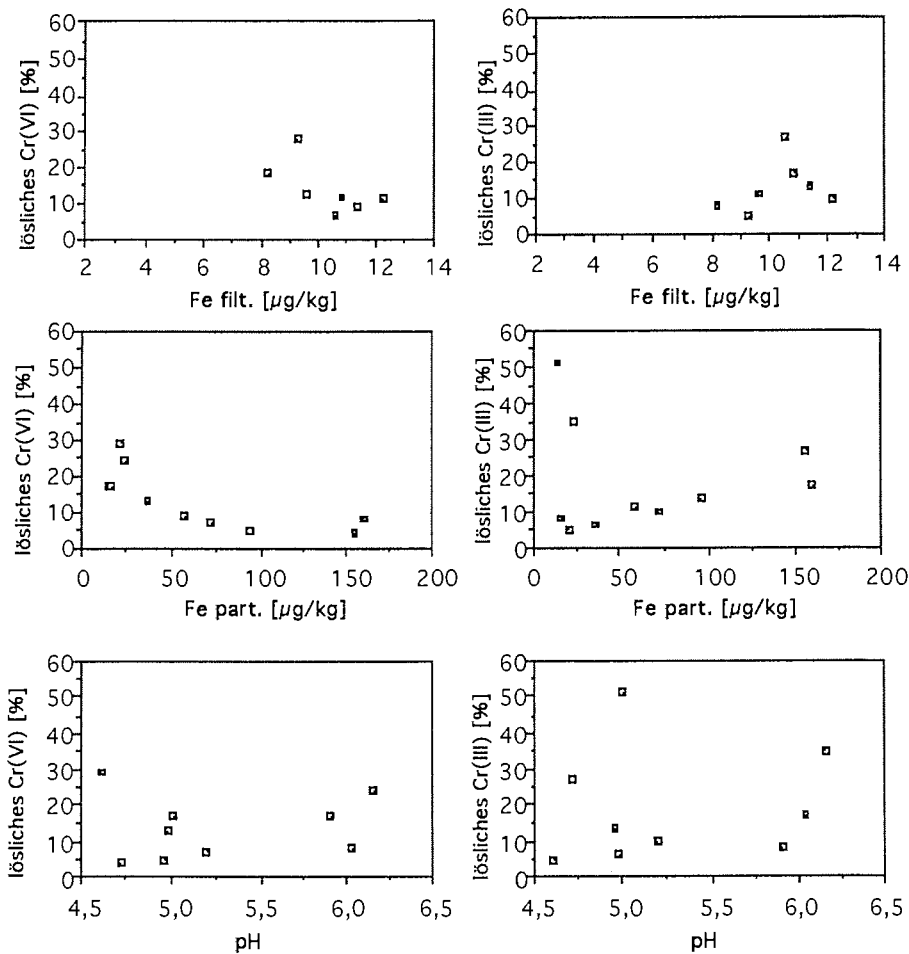 lösliches Cr(VI) [%]
60
50
40
30
20
10
0
2 4 6 8 10 12 14
Fe filt. [µg/kg]
lösliches Cr(III) [%]
60
50
40
30
20
10
0
2 4 6 8 10 12 14
Fe filt. [µg/kg]
lösliches Cr(VI) [%]
60
50
40
30
20
10
0
0 50 100 150 200
Fe part. [µg/kg]
lösliches Cr(III) [%]
60
50
40
30
20
10
0
0 50 100 150 200
Fe part. [µg/kg]
lösliches Cr(VI) [%]
60
50
40
30
20
10
0
4,5 5,0 5,5 6,0 6,5
pH
lösliches Cr(III) [%]
60
50
40
30
20
10
0
4,5 5,0 5,5 6,0 6,5
pH